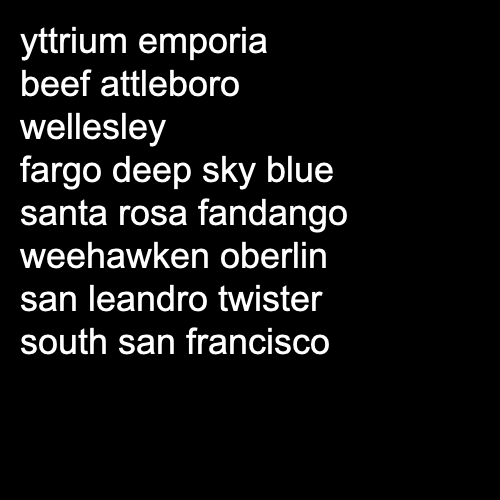 yttrium emporia
beef attleboro
wellesley
fargo deep sky blue
santa rosa fandango
weehawken oberlin
san leandro twister
south san francisco